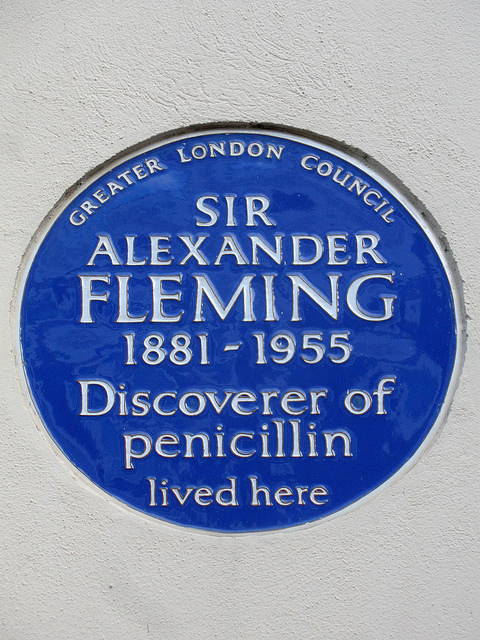 GREATER LONDON COUNCIL
SIR
ALEXANDER
FLEMING
1881 - 1955
Discoverer of
penicillin
lived here